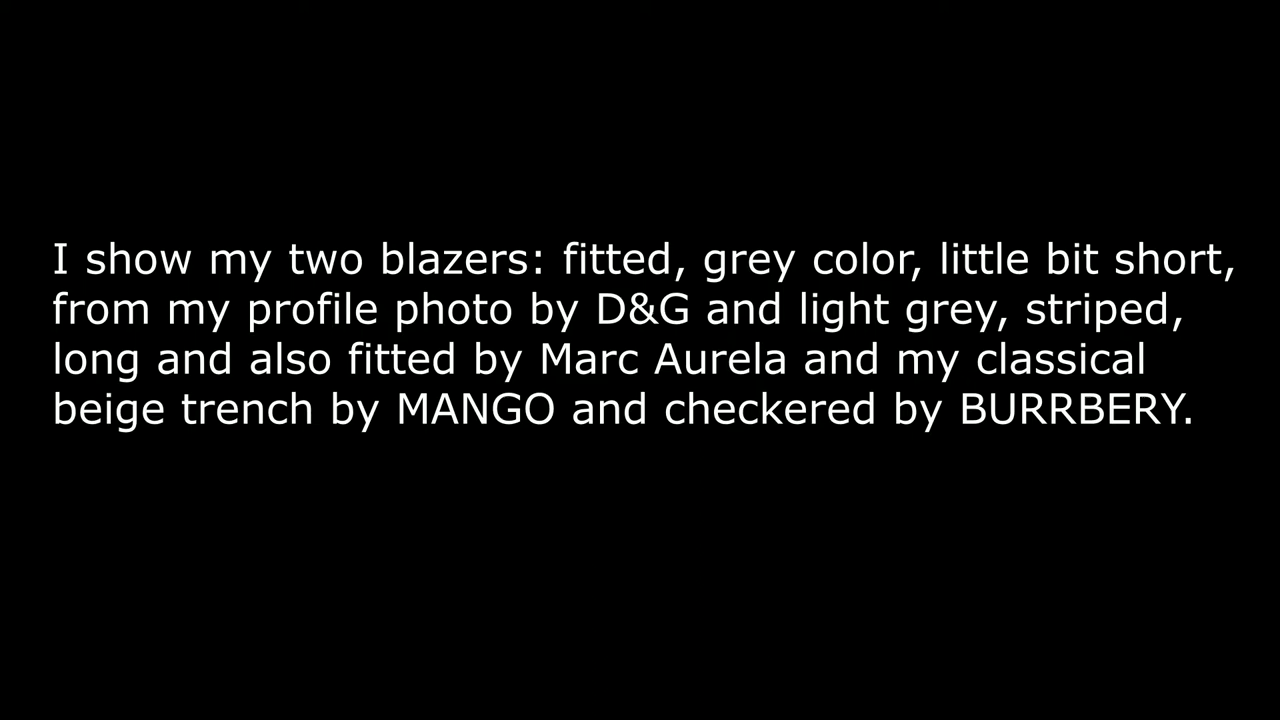 I show my two blazers: fitted, grey color, little bit short,
from my profile photo by D&G and light grey, striped,
long and also fitted by Marc Aurela and my classical
beige trench by MANGO and checkered by BURRBERY.